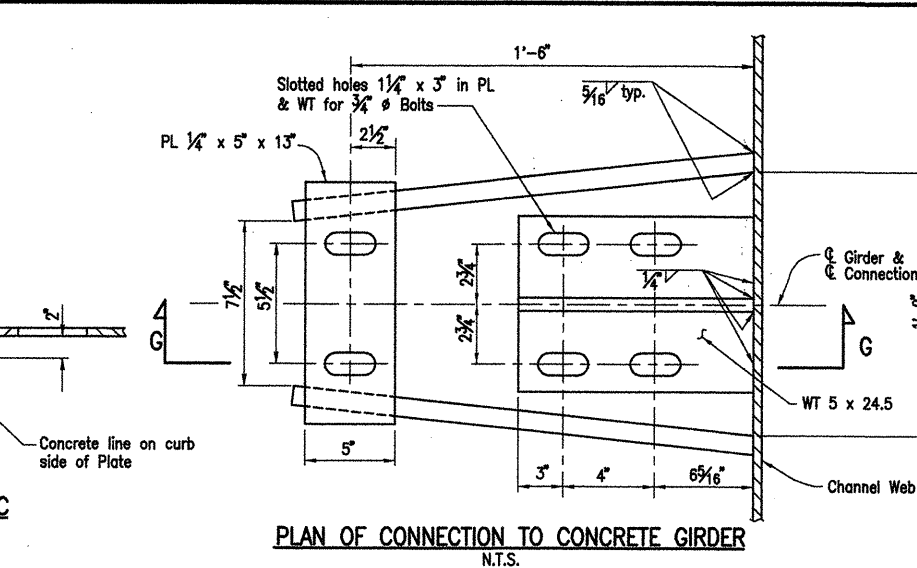 1'-6"
Slotted holes 1¼" x 3" in PL
& WT for ¾" ø Bolts
5/16 typ.
PL ¼" x 5" x 13"
2½"
7½"
5½"
2¾"
2¾"
¼"
℄ Girder &
℄ Connection
2"
G
G
WT 5 x 24.5
Concrete line on curb
side of Plate
5"
3"
4"
6 5/16"
Channel Web
C
PLAN OF CONNECTION TO CONCRETE GIRDER
N.T.S.